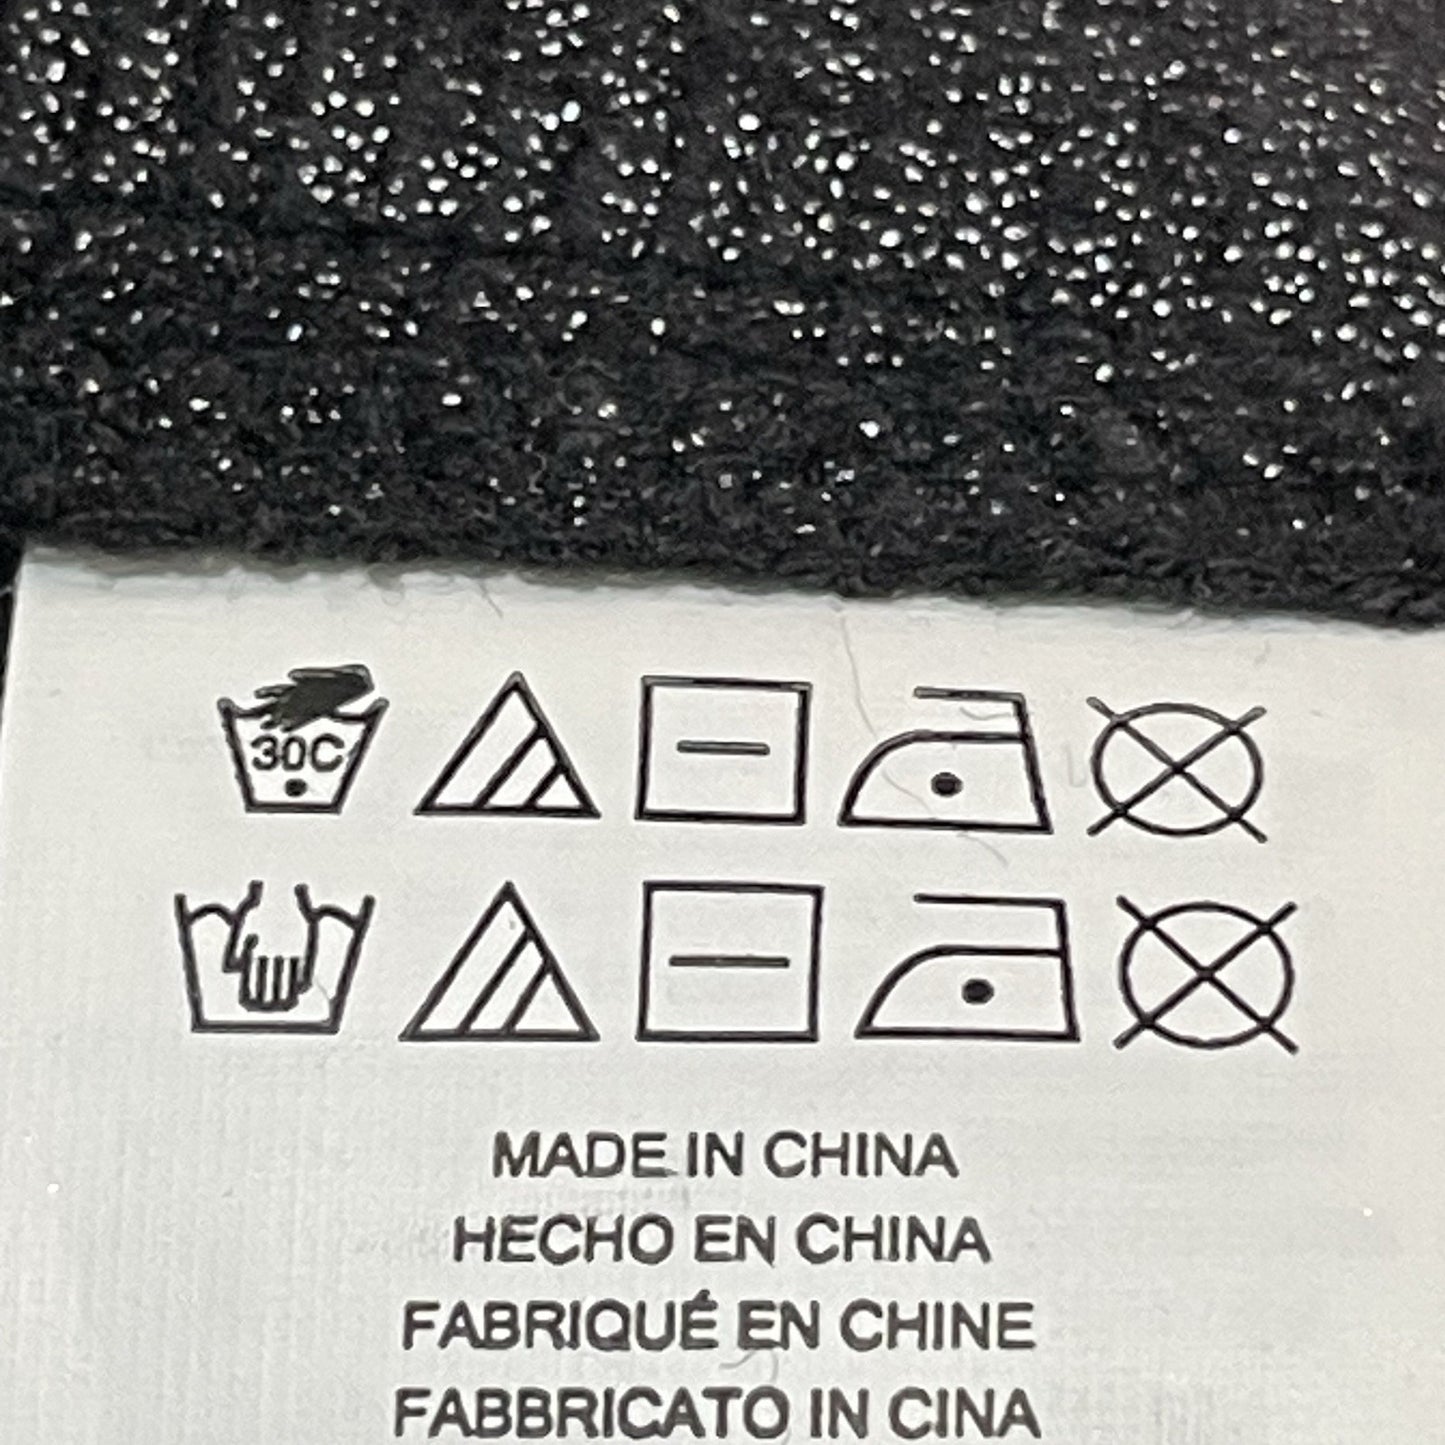 30C
MADE IN CHINA
HECHO EN CHINA
FABRIQUÉ EN CHINE
FABBRICATO IN CINA